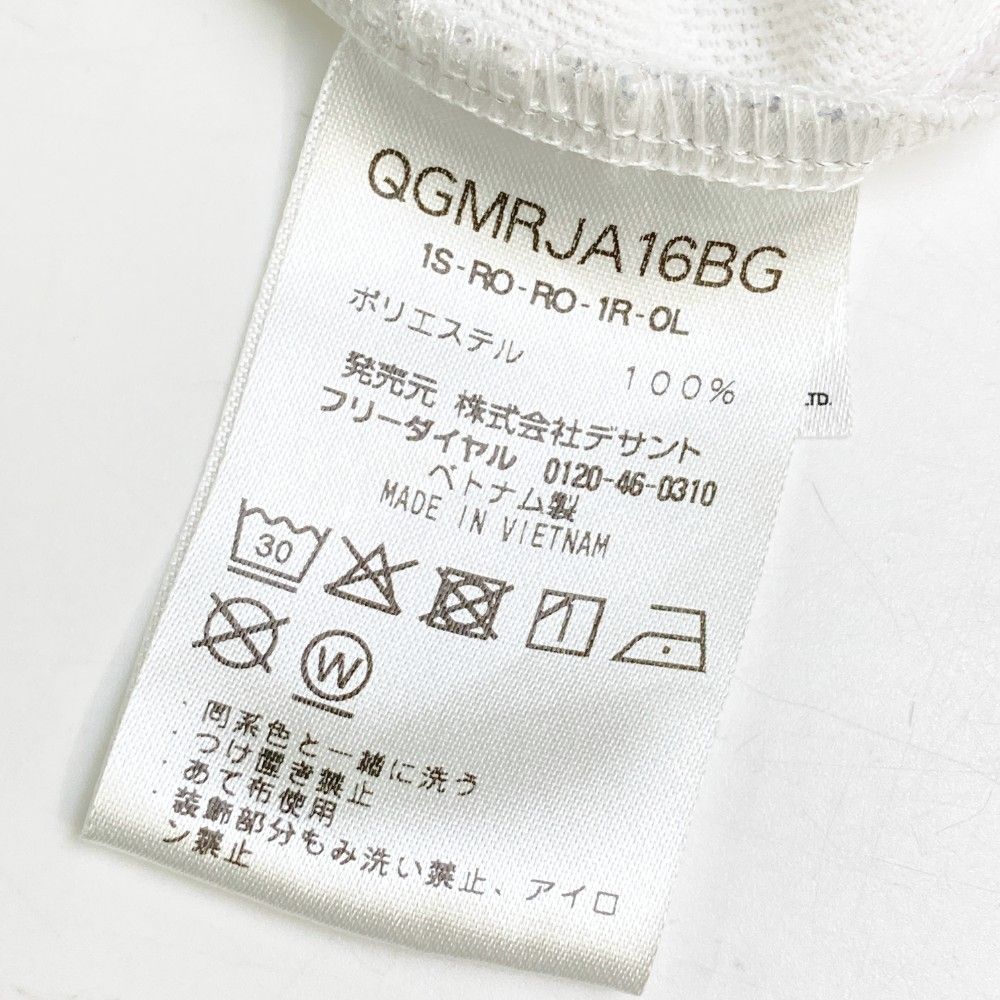 QGMRJA16BG
1S-RO-RO-1R-OL
ポリエステル 100%
発売元 株式会社デサント
フリーダイヤル 0120-46-0310
ベトナム製
MADE IN VIETNAM
30
W
・同系色と一緒に洗う
・つけ置き禁止
・あて布使用
・装飾部分もみ洗い禁止、アイロ
ン禁止
LTD.